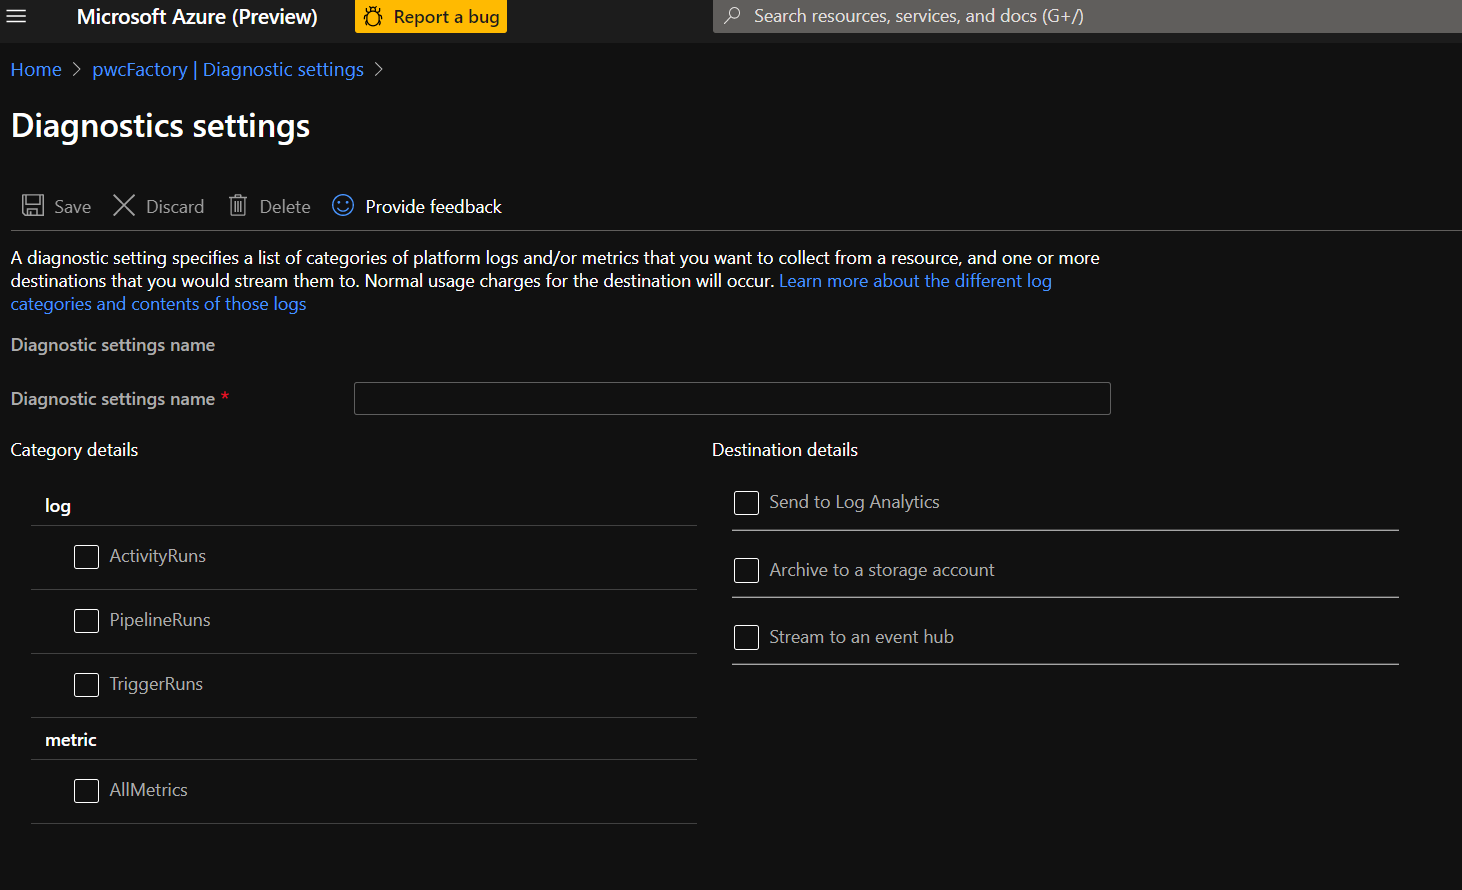 Microsoft Azure (Preview)
Report a bug
Search resources, services, and docs (G+/)
Home > pwcFactory | Diagnostic settings >
Diagnostics settings
Save
Discard
Delete
Provide feedback
A diagnostic setting specifies a list of categories of platform logs and/or metrics that you want to collect from a resource, and one or more
destinations that you would stream them to. Normal usage charges for the destination will occur. Learn more about the different log
categories and contents of those logs
Diagnostic settings name
Diagnostic settings name *
Category details
log
ActivityRuns
PipelineRuns
TriggerRuns
metric
AllMetrics
Destination details
Send to Log Analytics
Archive to a storage account
Stream to an event hub